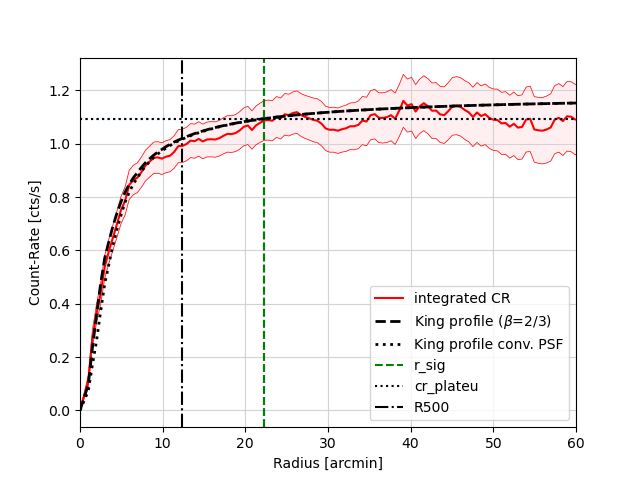 1.2
1.0
0.8
0.6
0.4
0.2
0.0
Count-Rate [cts/s]
integrated CR
King profile (β=2/3)
King profile conv. PSF
r_sig
cr_plateu
R500
0 10 20 30 40 50 60
Radius [arcmin]